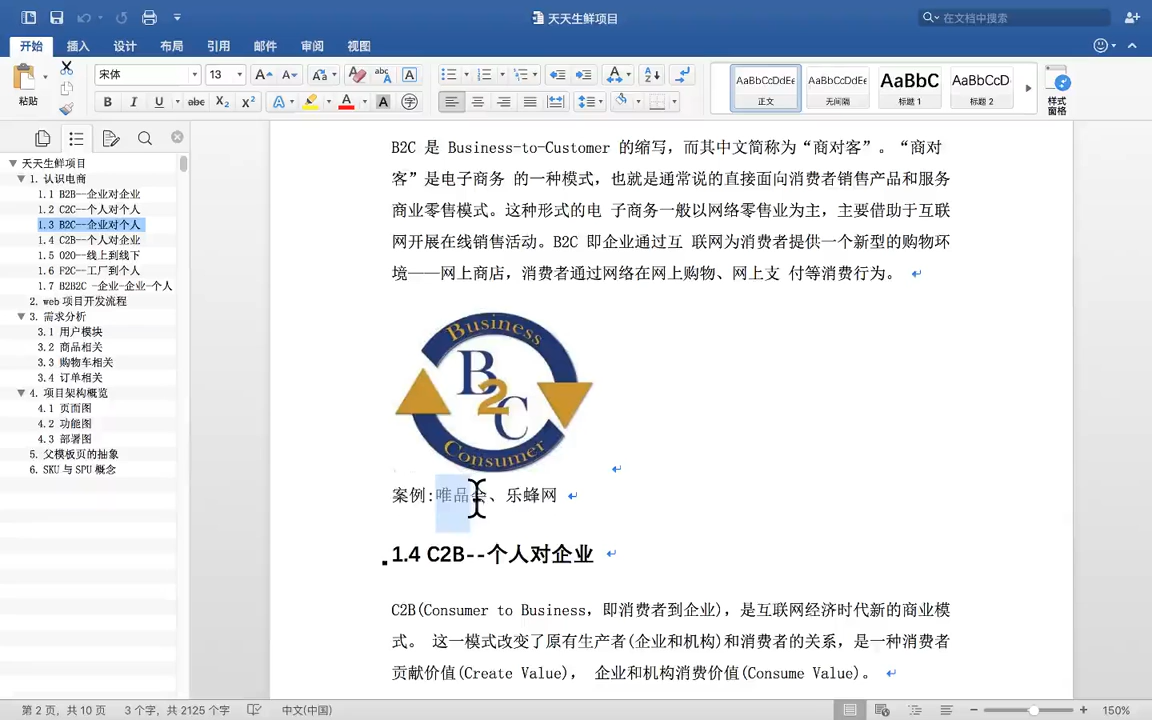 天天生鲜项目
在文档中搜索
开始 插入 设计 布局 引用 邮件 审阅 视图
粘贴
宋体 13
AaBbCcDdEe AaBbCcDdEe AaBbC AaBbCcD
正文 无间隔 标题 1 标题 2
样式
窗格
天天生鲜项目
1. 认识电商
1.1 B2B--企业对企业
1.2 C2C--个人对个人
1.3 B2C--企业对个人
1.4 C2B--个人对企业
1.5 O2O--线上到线下
1.6 F2C--工厂到个人
1.7 B2B2C -企业-企业-个人
2. web 项目开发流程
3. 需求分析
3.1 用户模块
3.2 商品相关
3.3 购物车相关
3.4 订单相关
4. 项目架构概览
4.1 页面图
4.2 功能图
4.3 部署图
5. 父模板页的抽象
6. SKU 与 SPU 概念
B2C 是 Business-to-Customer 的缩写，而其中文简称为“商对客”。“商对
客”是电子商务 的一种模式，也就是通常说的直接面向消费者销售产品和服务
商业零售模式。这种形式的电 子商务一般以网络零售业为主，主要借助于互联
网开展在线销售活动。B2C 即企业通过互 联网为消费者提供一个新型的购物环
境——网上商店，消费者通过网络在网上购物、网上支 付等消费行为。
Business
B2C
Consumer
案例:唯品会、乐蜂网
1.4 C2B--个人对企业
C2B(Consumer to Business，即消费者到企业)，是互联网经济时代新的商业模
式。 这一模式改变了原有生产者(企业和机构)和消费者的关系，是一种消费者
贡献价值(Create Value)， 企业和机构消费价值(Consume Value)。
第 2 页，共 10 页 3 个字，共 2125 个字 中文(中国) 150%